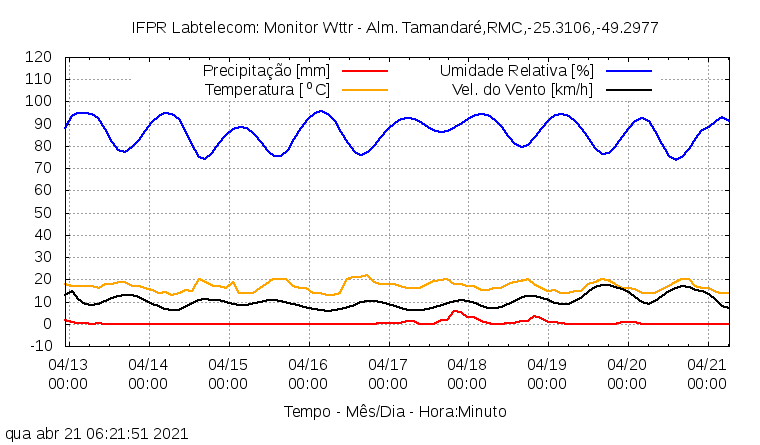 IFPR Labtelecom: Monitor Wttr - Alm. Tamandaré,RMC,-25.3106,-49.2977
120
110
100
90
80
70
60
50
40
30
20
10
0
-10
Precipitação [mm]
Temperatura [⁰C]
Umidade Relativa [%]
Vel. do Vento [km/h]
04/13 04/14 04/15 04/16 04/17 04/18 04/19 04/20 04/21
00:00 00:00 00:00 00:00 00:00 00:00 00:00 00:00 00:00
Tempo - Mês/Dia - Hora:Minuto
qua abr 21 06:21:51 2021